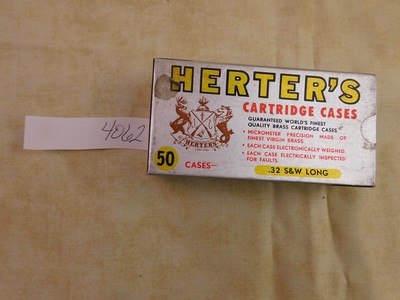 4062
HERTER'S
CARTRIDGE CASES
GUARANTEED WORLD'S FINEST
QUALITY BRASS CARTRIDGE CASES
• MICROMETER PRECISION MADE OF
FINEST VIRGIN BRASS.
• EACH CASE ELECTRONICALLY WEIGHED.
• EACH CASE ELECTRICALLY INSPECTED
FOR FAULTS.
HERTERS
50
CASES—
.32 S&W LONG